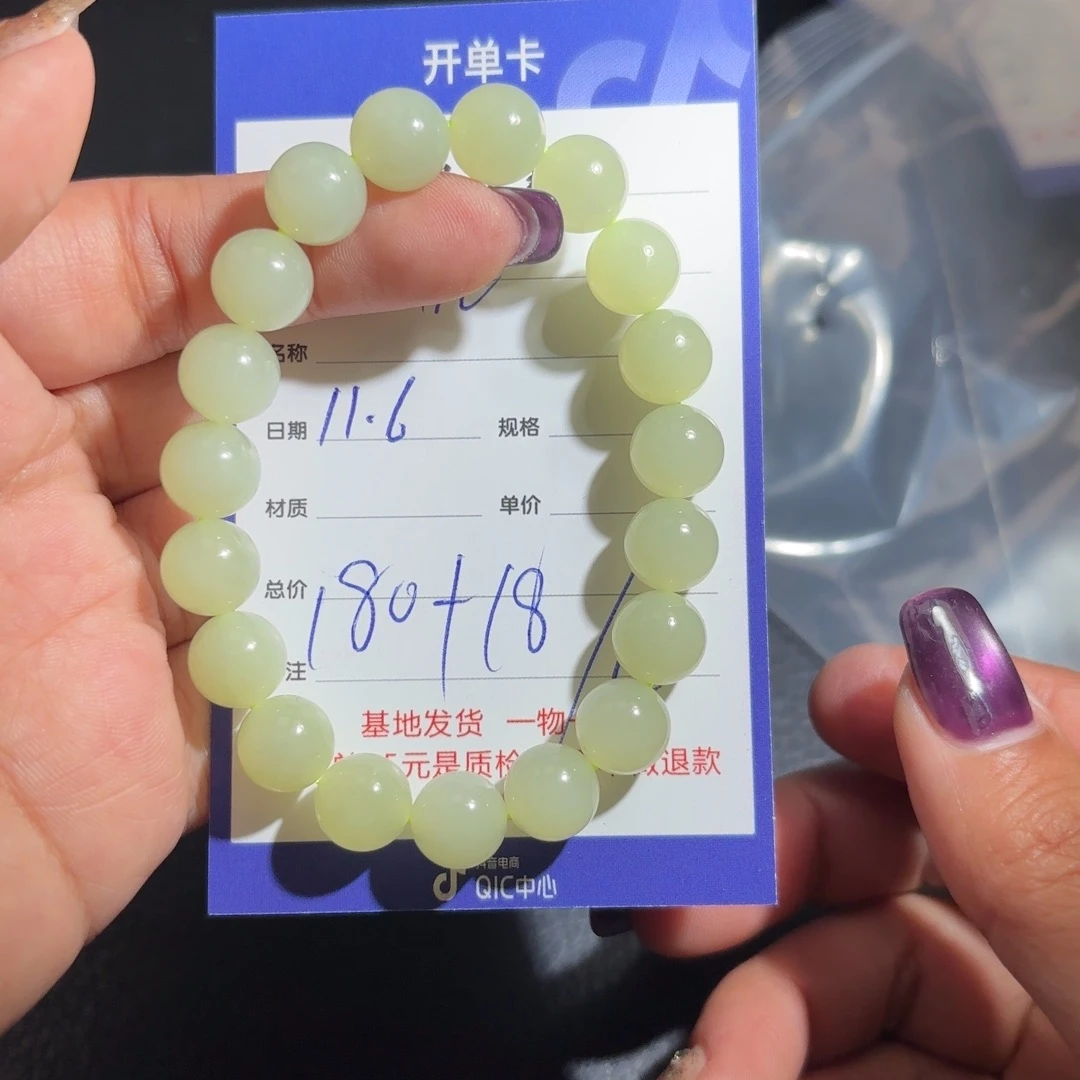 开单卡
名称
日期 11.6 规格
材质 单价
总价 180+18
注
基地发货 一物一
元是质检 退款
抖音电商
QIC中心